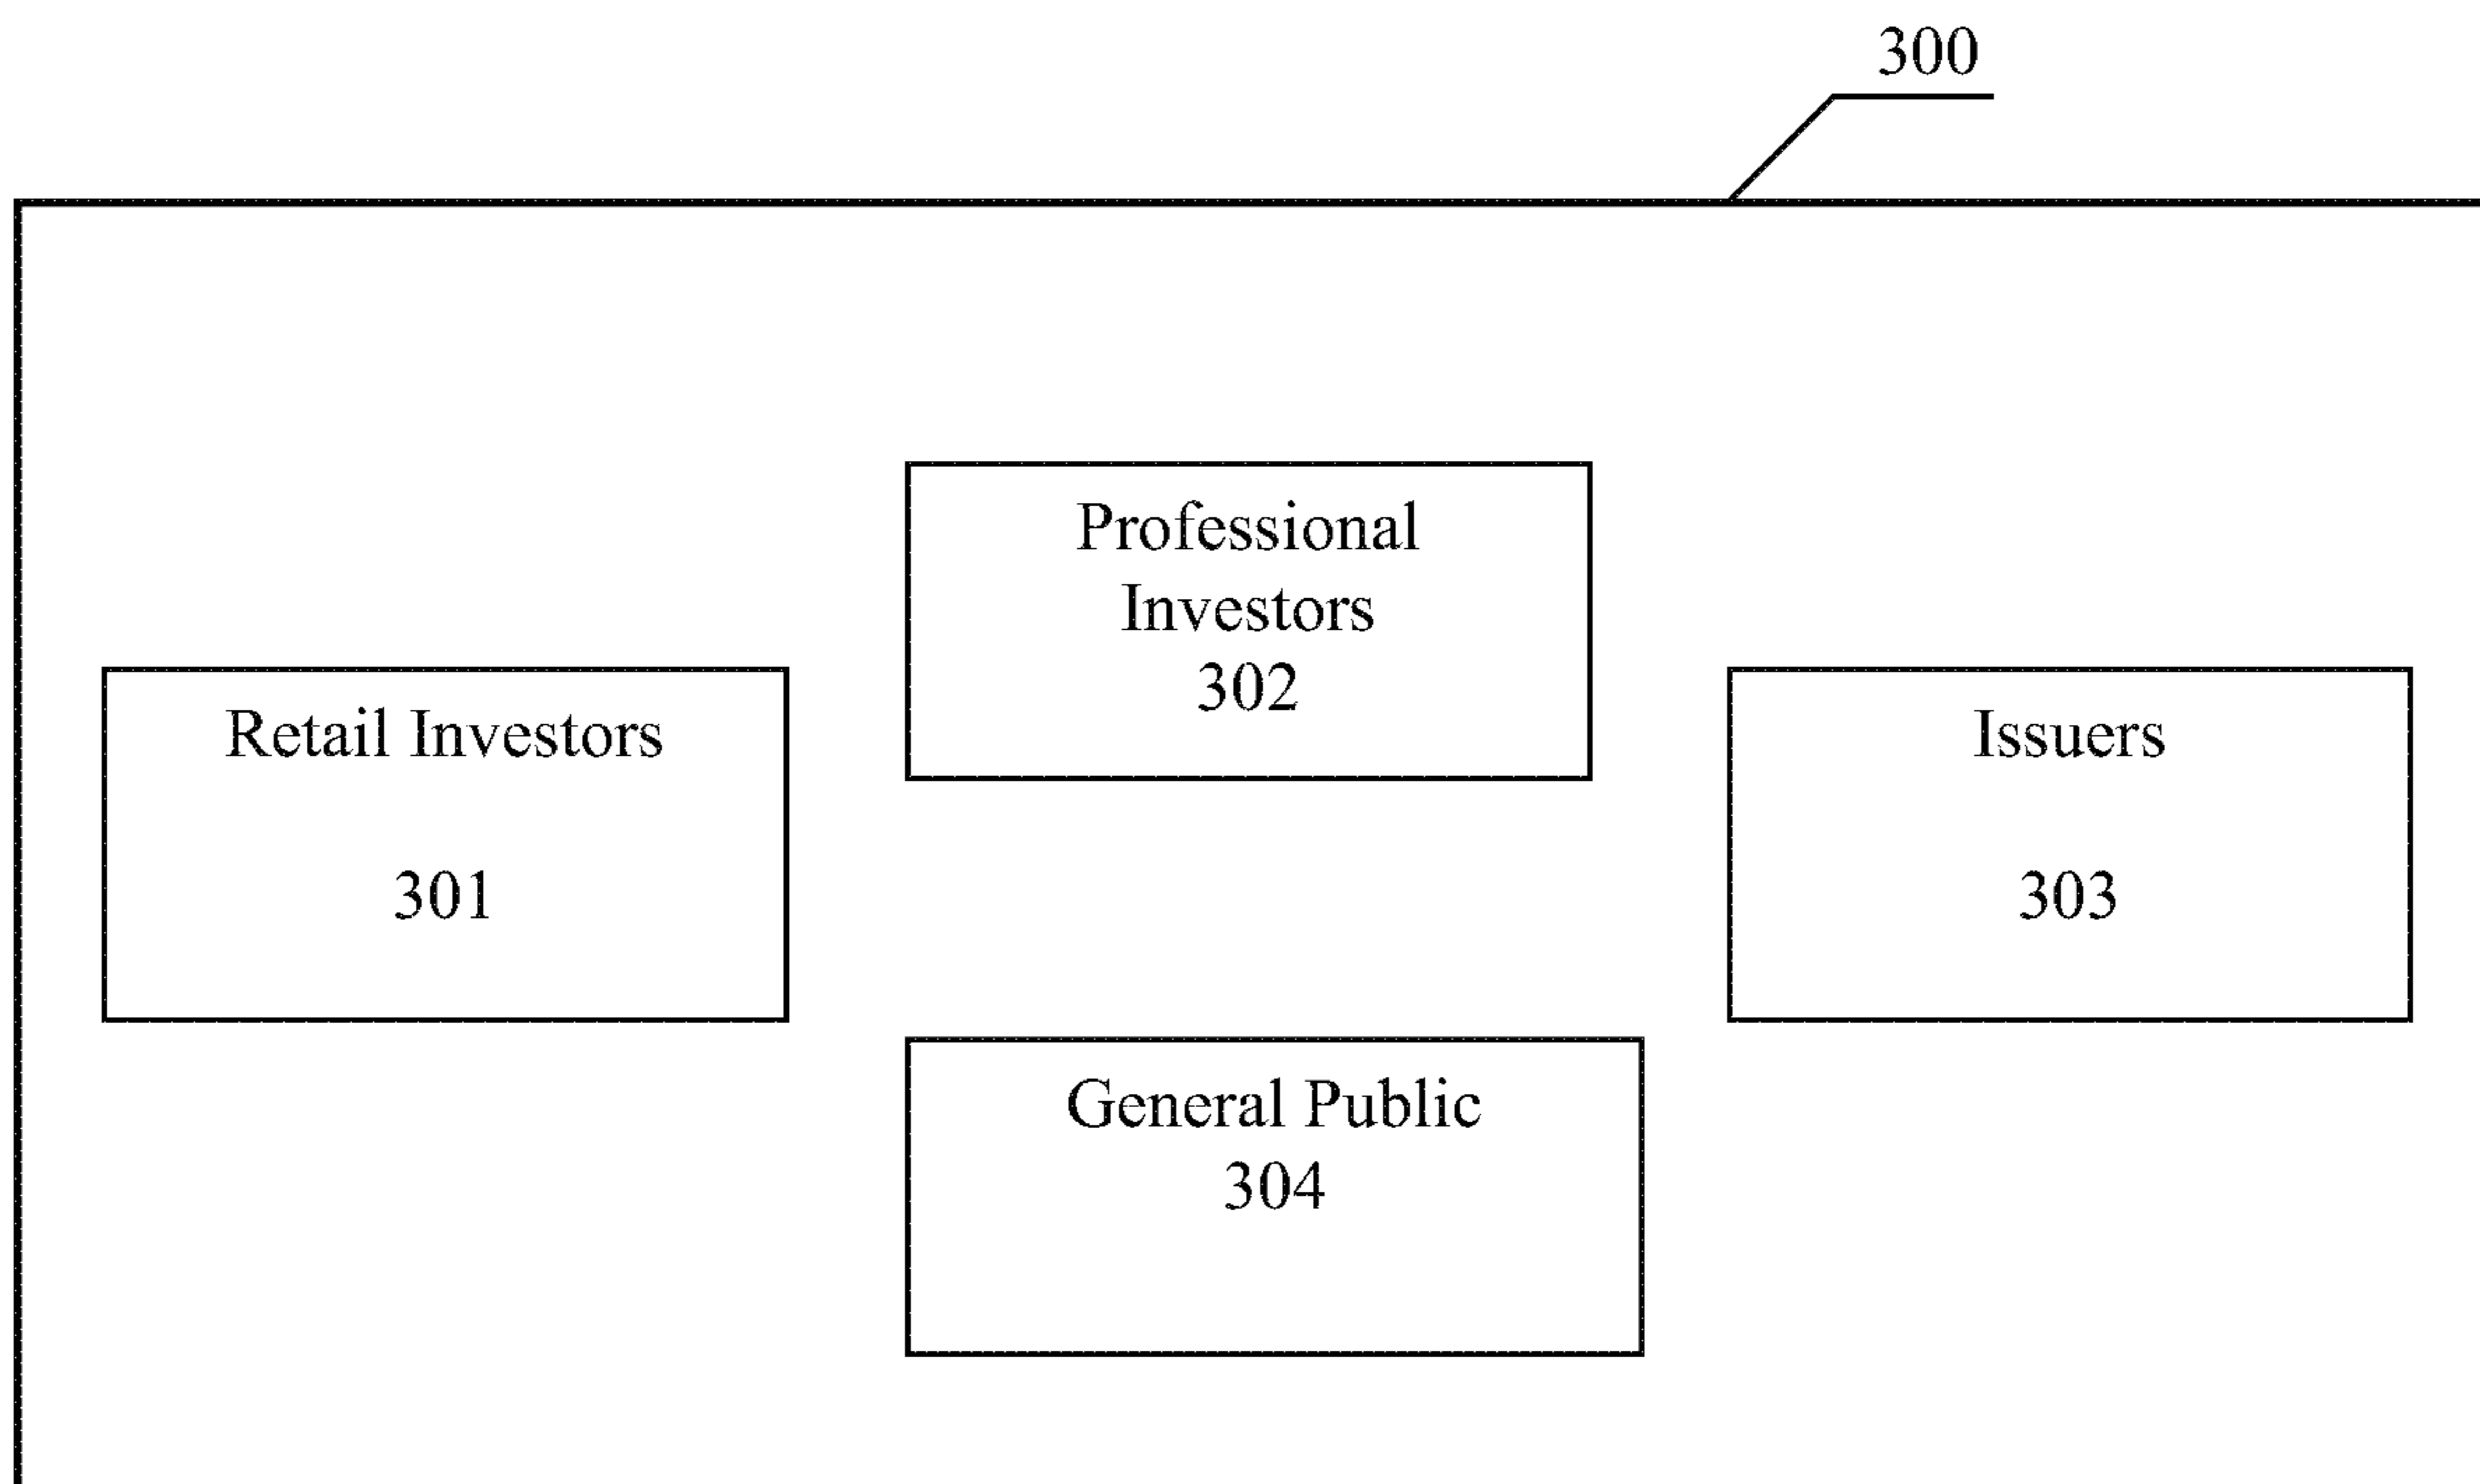 300
Professional
Investors
302
Retail Investors
301
Issuers
303
General Public
304